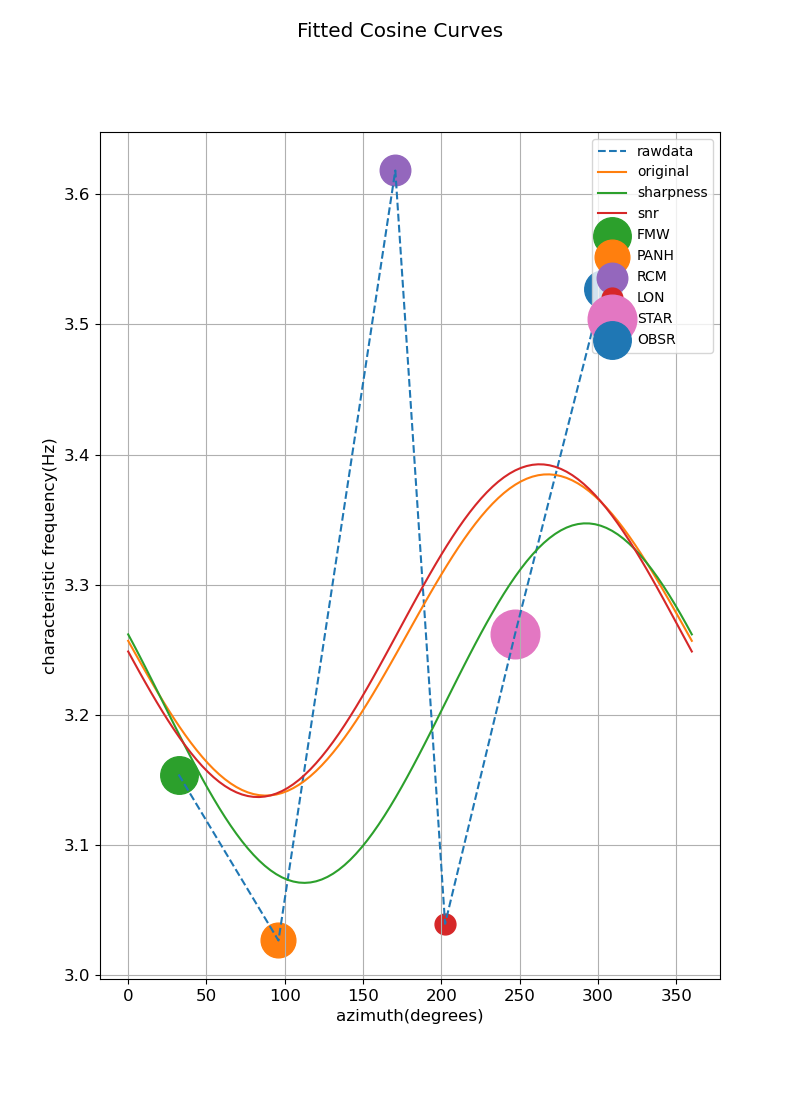 Fitted Cosine Curves
characteristic frequency(Hz)
3.6
3.5
3.4
3.3
3.2
3.1
3.0
rawdata
original
sharpness
snr
FMW
PANH
RCM
LON
STAR
OBSR
0 50 100 150 200 250 300 350
azimuth(degrees)